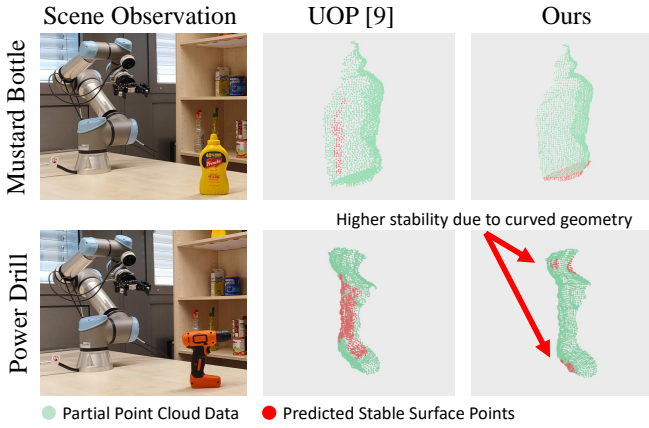 Scene Observation
UOP [9]
Ours
Mustard Bottle
Higher stability due to curved geometry
Power Drill
Partial Point Cloud Data
Predicted Stable Surface Points